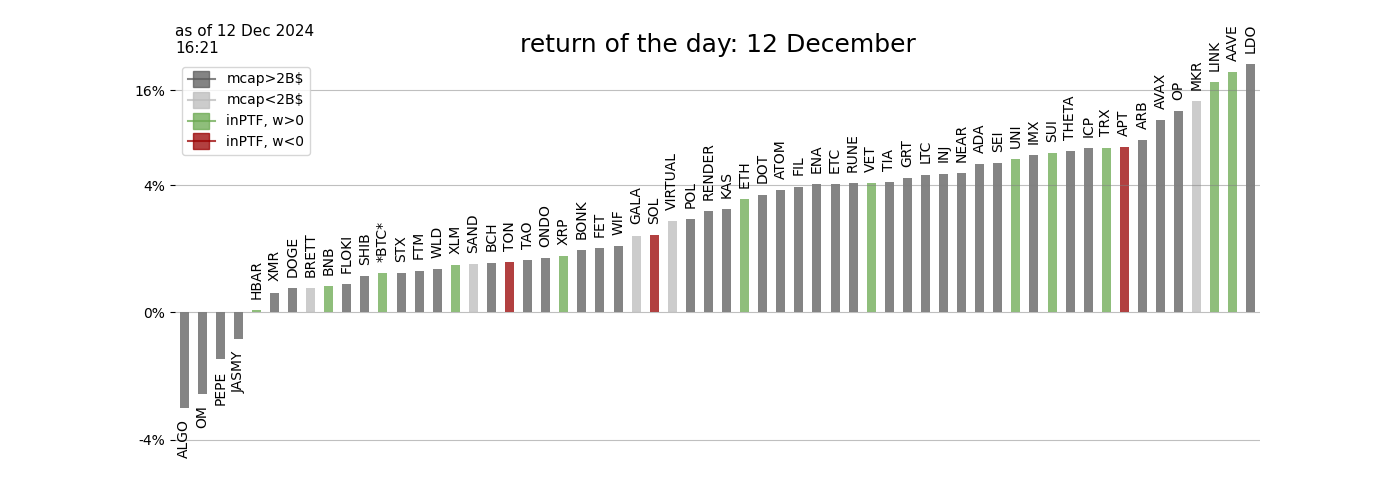 as of 12 Dec 2024
16:21
return of the day: 12 December
mcap>2B$
mcap<2B$
inPTF, w>0
inPTF, w<0
16%
4%
0%
-4%
ALGO
OM
PEPE
JASMY
HBAR
XMR
DOGE
BRETT
BNB
FLOKI
SHIB
*BTC*
STX
FTM
WLD
XLM
SAND
BCH
TON
TAO
ONDO
XRP
BONK
FET
WIF
GALA
SOL
VIRTUAL
POL
RENDER
KAS
ETH
DOT
ATOM
FIL
ENA
ETC
RUNE
VET
TIA
GRT
LTC
INJ
NEAR
ADA
SEI
UNI
IMX
SUI
THETA
ICP
TRX
APT
ARB
AVAX
OP
MKR
LINK
AAVE
LDO